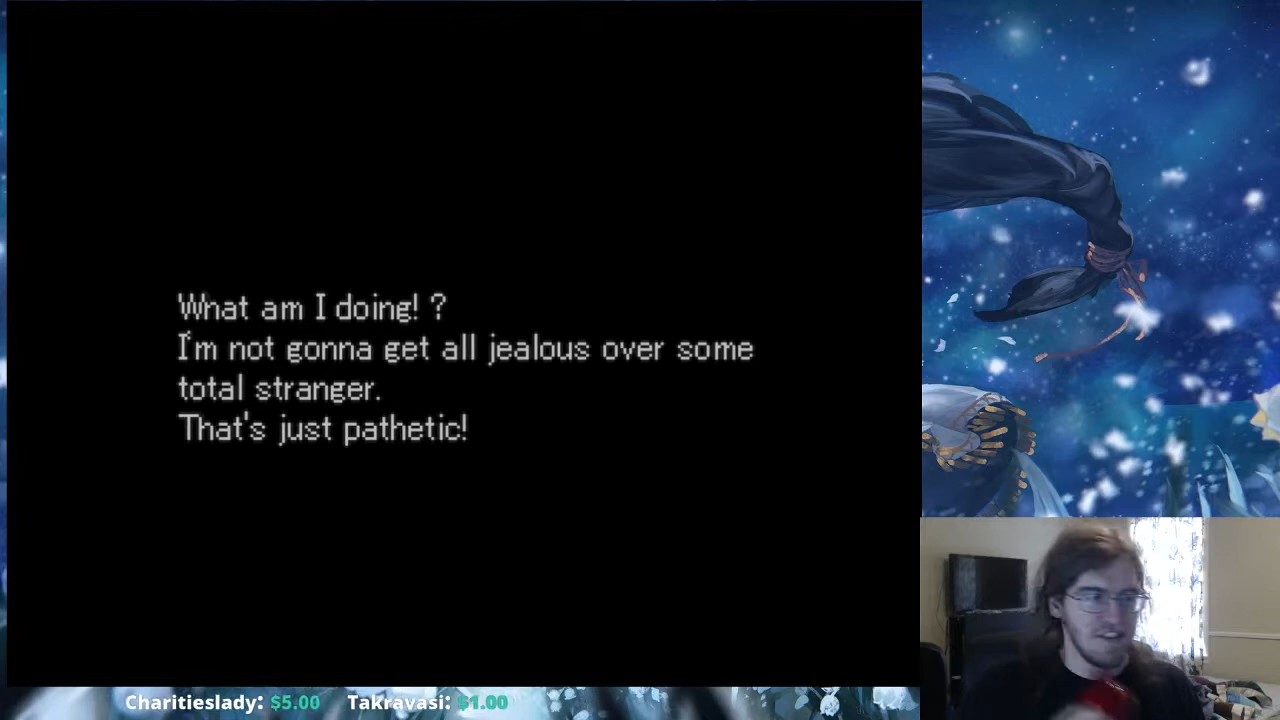 What am I doing! ?
I'm not gonna get all jealous over some
total stranger.
That's just pathetic!
Charitieslady: $5.00 Takravasi: $1.00